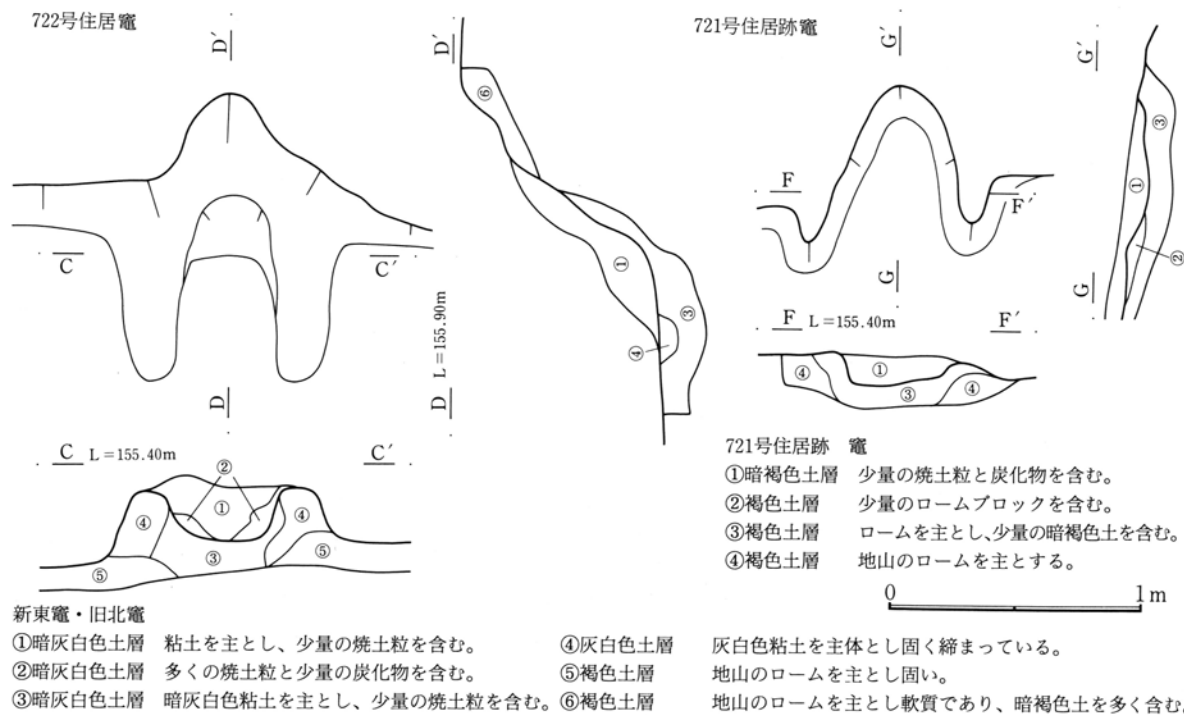 722号住居竈
D′
D
C
C′
D′
⑥
①
③
④
D
L＝155.90m
C L＝155.40m C′
②
①
④
④
③
⑤
⑤
721号住居跡竈
G′
F
F′
G
G′
③
①
②
G
F L＝155.40m F′
④
①
③
④
721号住居跡　竈
①暗褐色土層　少量の焼土粒と炭化物を含む。
②褐色土層　少量のロームブロックを含む。
③褐色土層　ロームを主とし、少量の暗褐色土を含む。
④褐色土層　地山のロームを主とする。
0 1m
新東竈・旧北竈
①暗灰白色土層　粘土を主とし、少量の焼土粒を含む。
②暗灰白色土層　多くの焼土粒と少量の炭化物を含む。
③暗灰白色土層　暗灰白色粘土を主とし、少量の焼土粒を含む。
④灰白色土層　灰白色粘土を主体とし固く締まっている。
⑤褐色土層　地山のロームを主とし固い。
⑥褐色土層　地山のロームを主とし軟質であり、暗褐色土を多く含む。